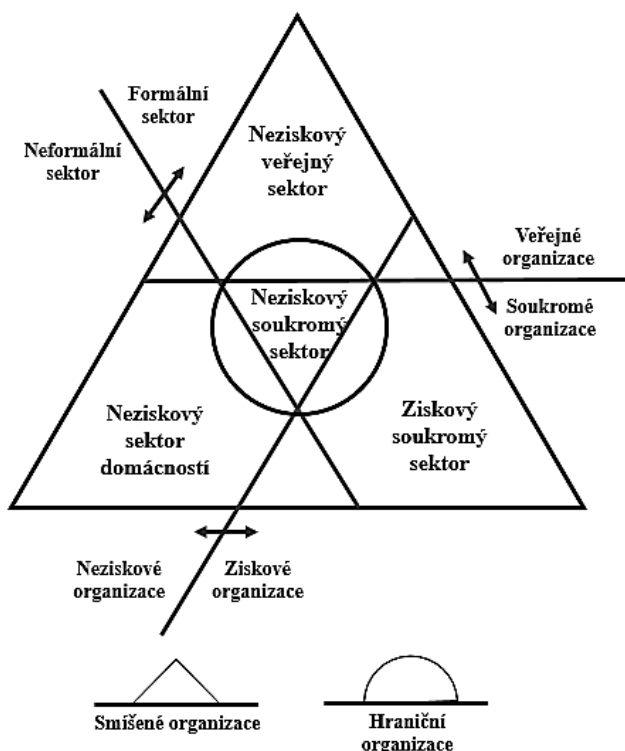 Formální
sektor
Neformální
sektor
Neziskový
veřejný
sektor
Veřejné
organizace
Soukromé
organizace
Neziskový
soukromý
sektor
Neziskový
sektor
domácností
Ziskový
soukromý
sektor
Neziskové
organizace
Ziskové
organizace
Smíšené organizace
Hraniční
organizace